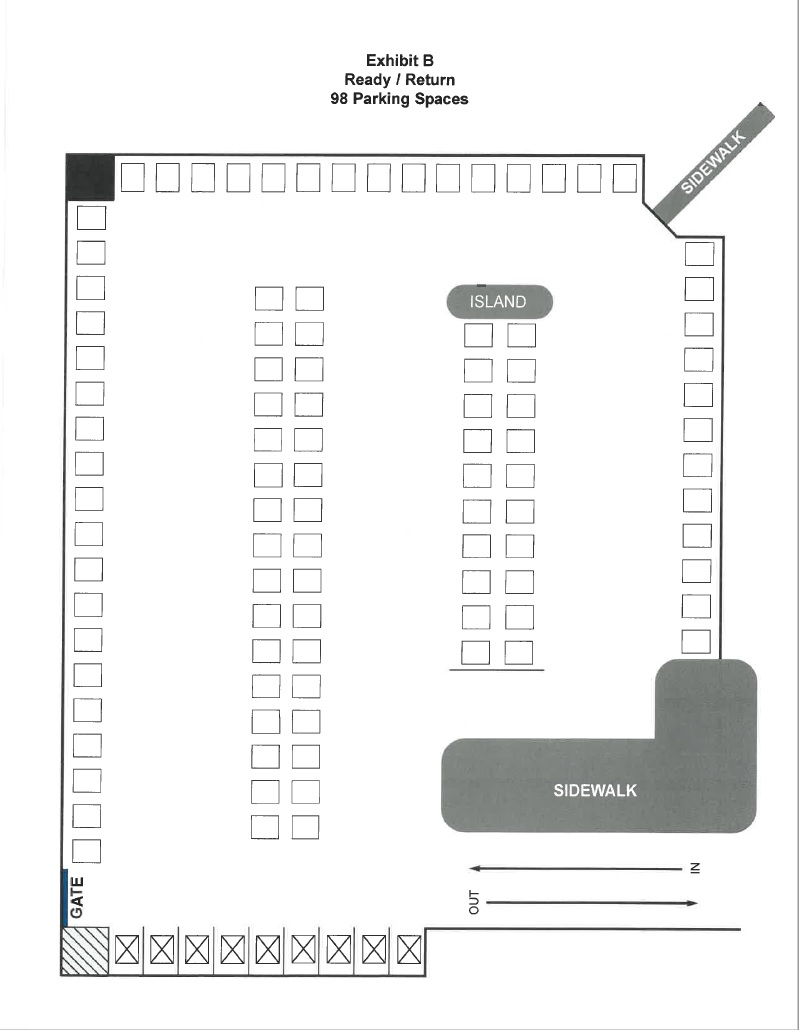 Exhibit B
Ready / Return
98 Parking Spaces
SIDEWALK
ISLAND
SIDEWALK
IN
OUT
GATE